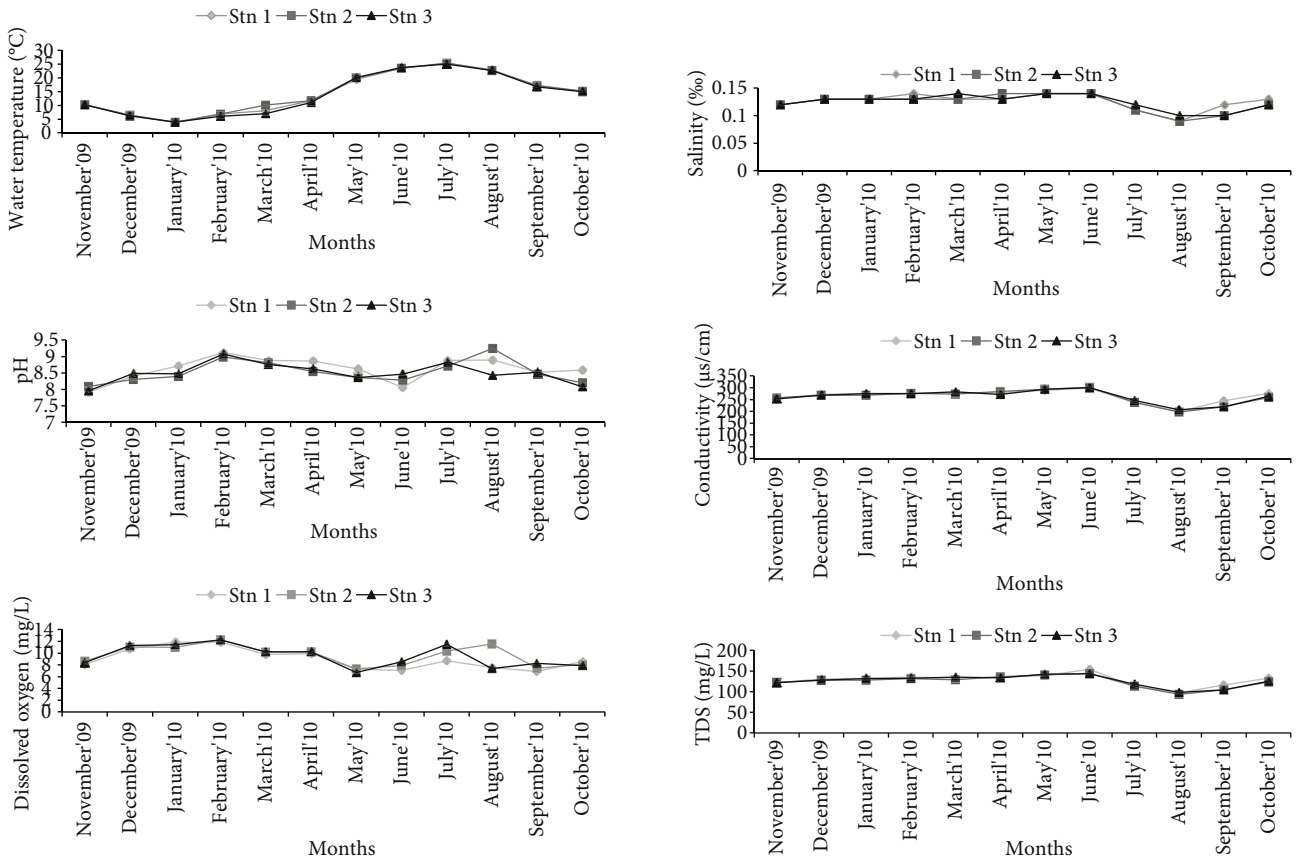 Stn 1 Stn 2 Stn 3
Water temperature (°C)
30
25
20
15
10
5
0
November'09
December'09
January'10
February'10
March'10
April'10
May'10
June'10
July'10
August'10
September'10
October'10
Months
Stn 1 Stn 2 Stn 3
pH
9.5
9
8.5
8
7.5
7
November'09
December'09
January'10
February'10
March'10
April'10
May'10
June'10
July'10
August'10
September'10
October'10
Months
Stn 1 Stn 2 Stn 3
Dissolved oxygen (mg/L)
14
12
10
8
6
4
2
0
November'09
December'09
January'10
February'10
March'10
April'10
May'10
June'10
July'10
August'10
September'10
October'10
Months
Stn 1 Stn 2 Stn 3
Salinity (‰)
0.15
0.1
0.05
0
November'09
December'09
January'10
February'10
March'10
April'10
May'10
June'10
July'10
August'10
September'10
October'10
Months
Stn 1 Stn 2 Stn 3
Conductivity (µs/cm)
350
300
250
200
150
100
50
0
November'09
December'09
January'10
February'10
March'10
April'10
May'10
June'10
July'10
August'10
September'10
October'10
Months
Stn 1 Stn 2 Stn 3
TDS (mg/L)
200
150
100
50
0
November'09
December'09
January'10
February'10
March'10
April'10
May'10
June'10
July'10
August'10
September'10
October'10
Months